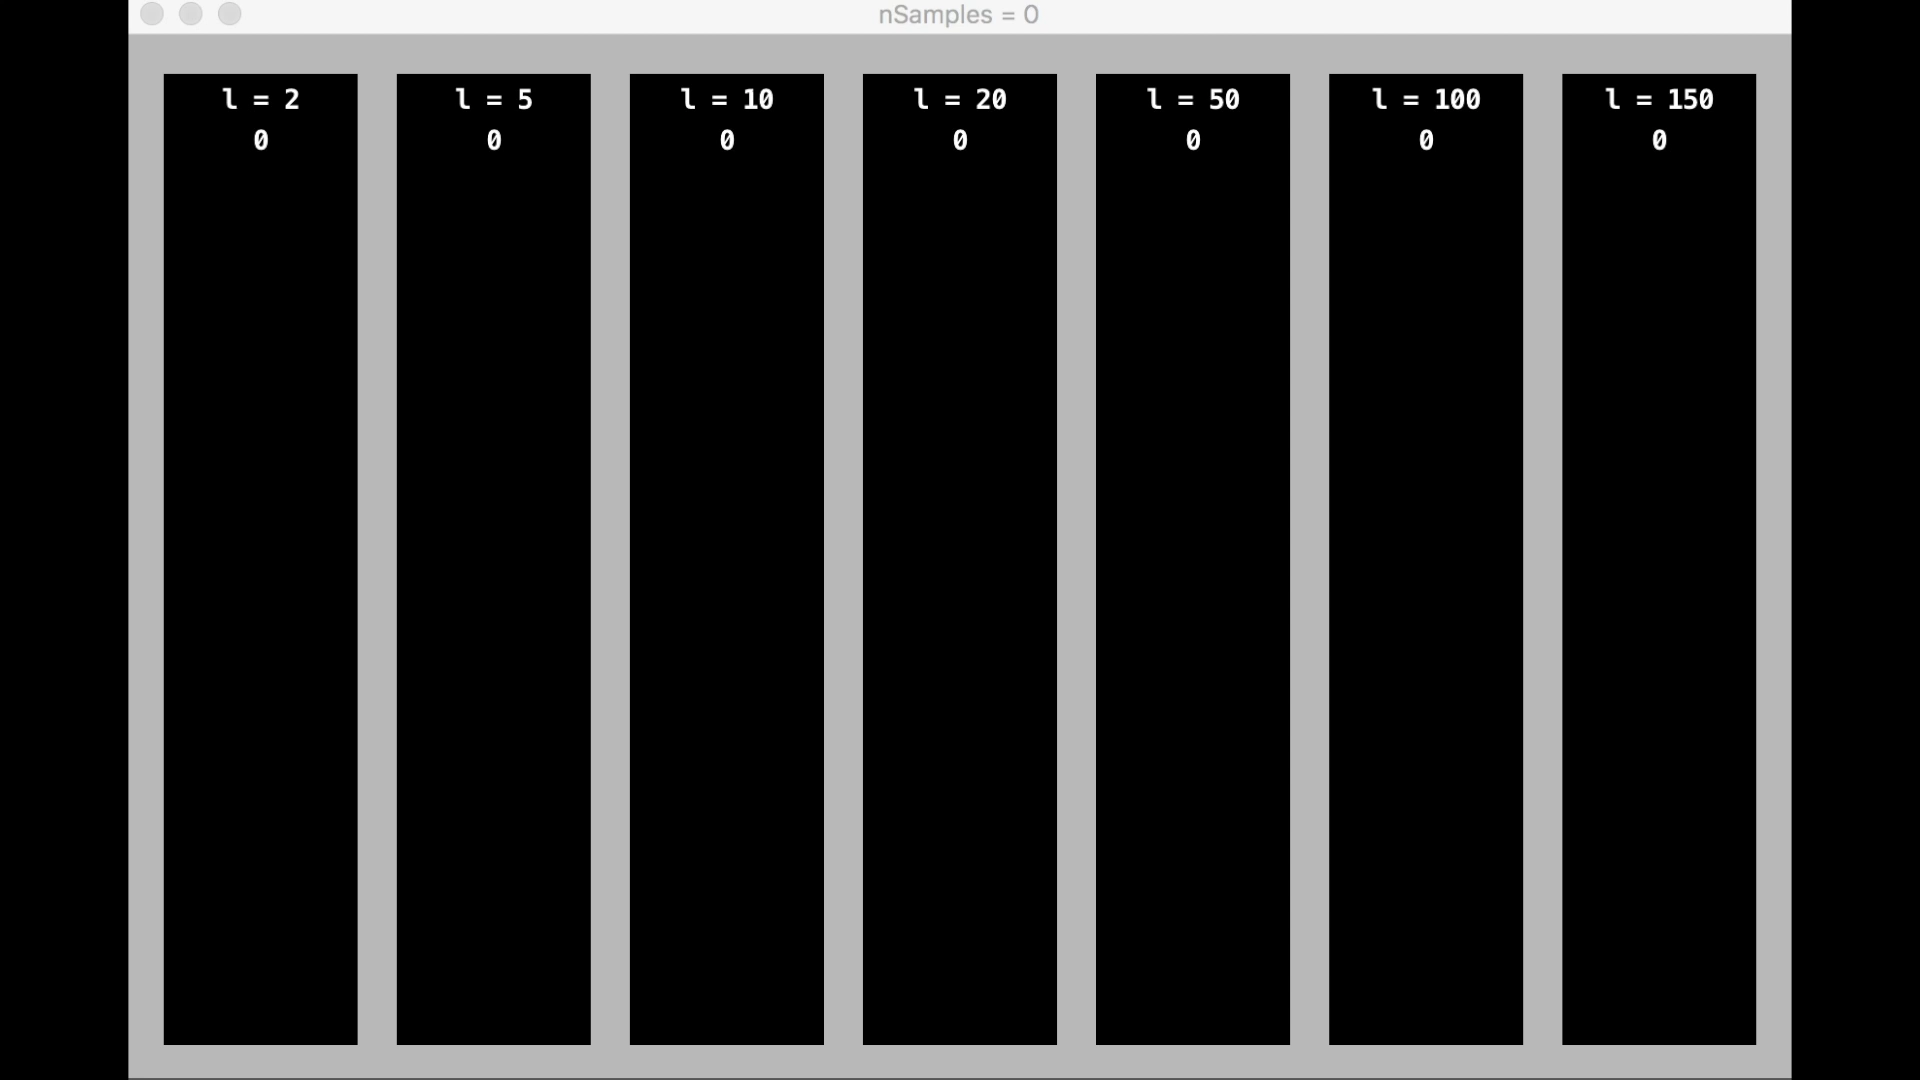 nSamples = 0
l = 2
0
l = 5
0
l = 10
0
l = 20
0
l = 50
0
l = 100
0
l = 150
0